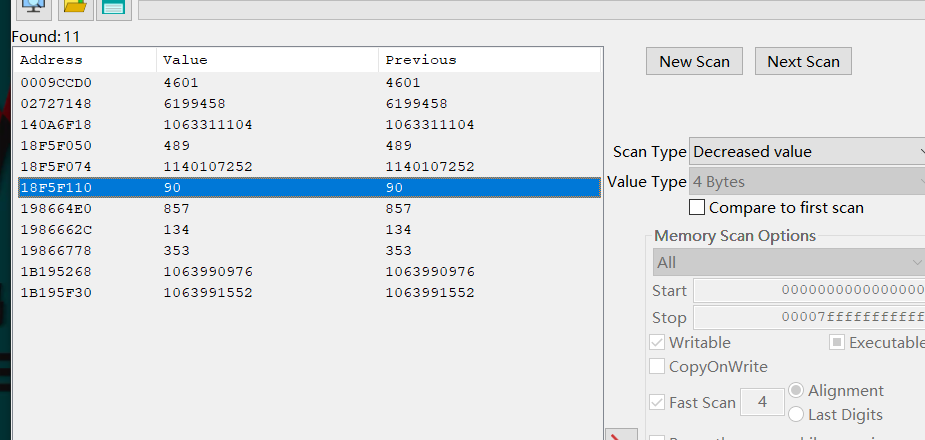 Found: 11
Address Value Previous
0009CCD0 4601 4601
02727148 6199458 6199458
140A6F18 1063311104 1063311104
18F5F050 489 489
18F5F074 1140107252 1140107252
18F5F110 90 90
198664E0 857 857
1986662C 134 134
19866778 353 353
1B195268 1063990976 1063990976
1B195F30 1063991552 1063991552
New Scan Next Scan
Scan Type Decreased value
Value Type 4 Bytes
Compare to first scan
Memory Scan Options
All
Start 0000000000000000
Stop 00007fffffffffff
Writable Executable
CopyOnWrite
Fast Scan 4 Alignment
Last Digits